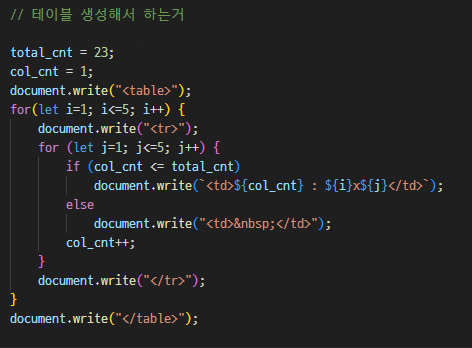 // 테이블 생성해서 하는거
total_cnt = 23;
col_cnt = 1;
document.write("<table>");
for(let i=1; i<=5; i++) {
document.write("<tr>");
for (let j=1; j<=5; j++) {
if (col_cnt <= total_cnt)
document.write(`<td>${col_cnt} : ${i}x${j}</td>`);
else
document.write("<td>&nbsp;</td>");
col_cnt++;
}
document.write("</tr>");
}
document.write("</table>");